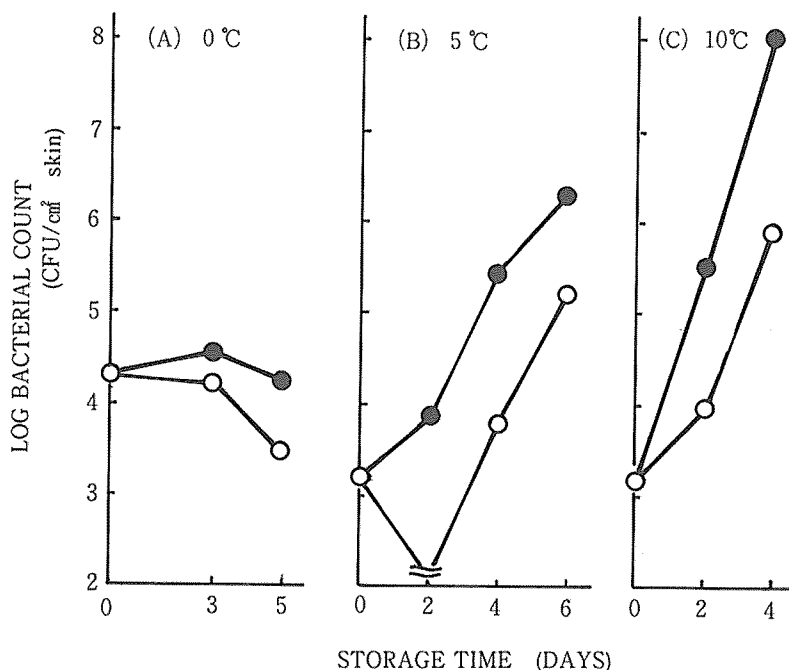 (A) 0℃
(B) 5℃
(C) 10℃
LOG BACTERIAL COUNT
(CFU/c㎡ skin)
8
7
6
5
4
3
2
0 3 5
0 2 4 6
0 2 4
STORAGE TIME (DAYS)